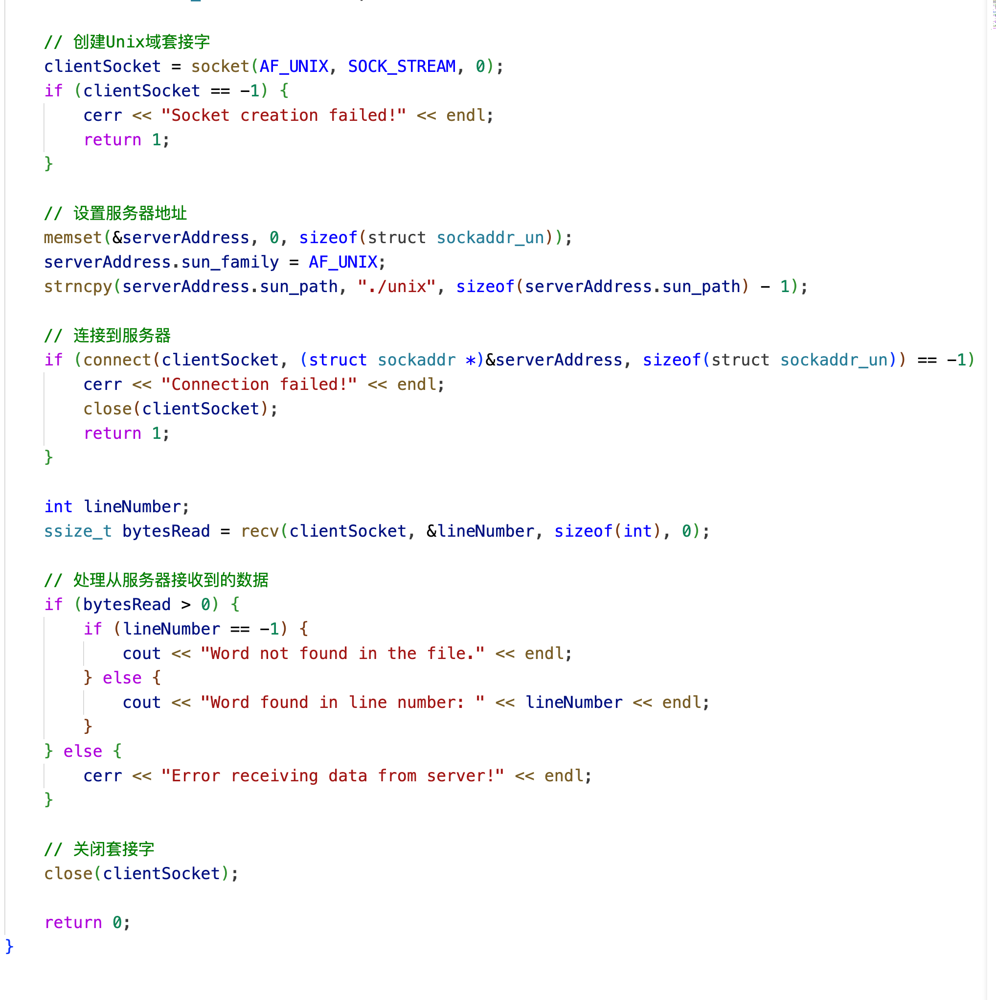 // 创建Unix域套接字
clientSocket = socket(AF_UNIX, SOCK_STREAM, 0);
if (clientSocket == -1) {
    cerr << "Socket creation failed!" << endl;
    return 1;
}

// 设置服务器地址
memset(&serverAddress, 0, sizeof(struct sockaddr_un));
serverAddress.sun_family = AF_UNIX;
strncpy(serverAddress.sun_path, "./unix", sizeof(serverAddress.sun_path) - 1);

// 连接到服务器
if (connect(clientSocket, (struct sockaddr *)&serverAddress, sizeof(struct sockaddr_un)) == -1)
    cerr << "Connection failed!" << endl;
    close(clientSocket);
    return 1;
}

int lineNumber;
ssize_t bytesRead = recv(clientSocket, &lineNumber, sizeof(int), 0);

// 处理从服务器接收到的数据
if (bytesRead > 0) {
    if (lineNumber == -1) {
        cout << "Word not found in the file." << endl;
    } else {
        cout << "Word found in line number: " << lineNumber << endl;
    }
} else {
    cerr << "Error receiving data from server!" << endl;
}

// 关闭套接字
close(clientSocket);

return 0;
}